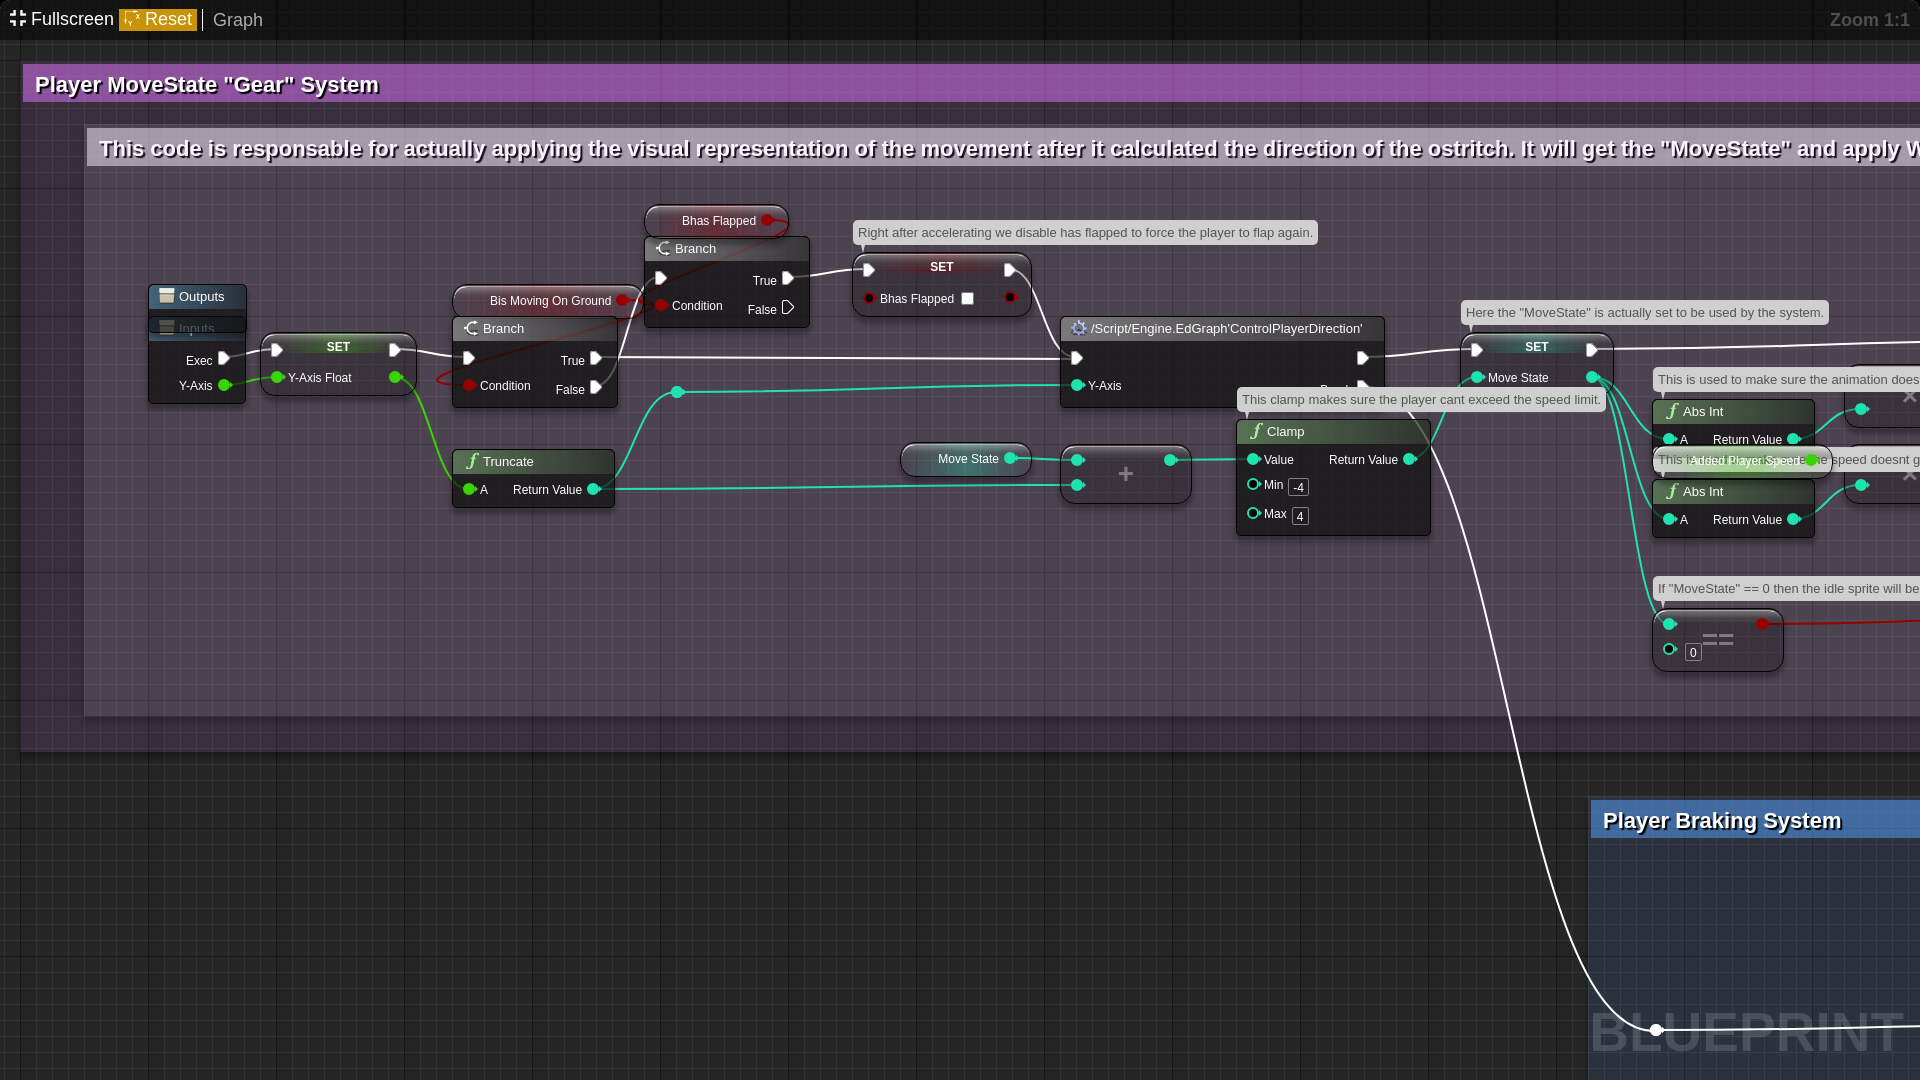 Fullscreen Reset Graph Zoom 1:1
Player MoveState "Gear" System
This code is responsable for actually applying the visual representation of the movement after it calculated the direction of the ostritch. It will get the "MoveState" and apply
Bhas Flapped
Branch
True
Condition
False
Right after accelerating we disable has flapped to force the player to flap again.
SET
Bhas Flapped
Outputs
Inputs
Exec
Y-Axis
SET
Y-Axis Float
Bis Moving On Ground
Branch
True
Condition
False
/Script/Engine.EdGraph'ControlPlayerDirection'
Y-Axis
Here the "MoveState" is actually set to be used by the system.
SET
Move State
This clamp makes sure the player cant exceed the speed limit.
Clamp
Value Return Value
Min -4
Max 4
Truncate
A Return Value
Move State
+
This is used to make sure the animation does
Abs Int
A Return Value
Added Player Speed
speed doesnt
Abs Int
A Return Value
If "MoveState" == 0 then the idle sprite will be
==
0
Player Braking System
BLUEPRINT